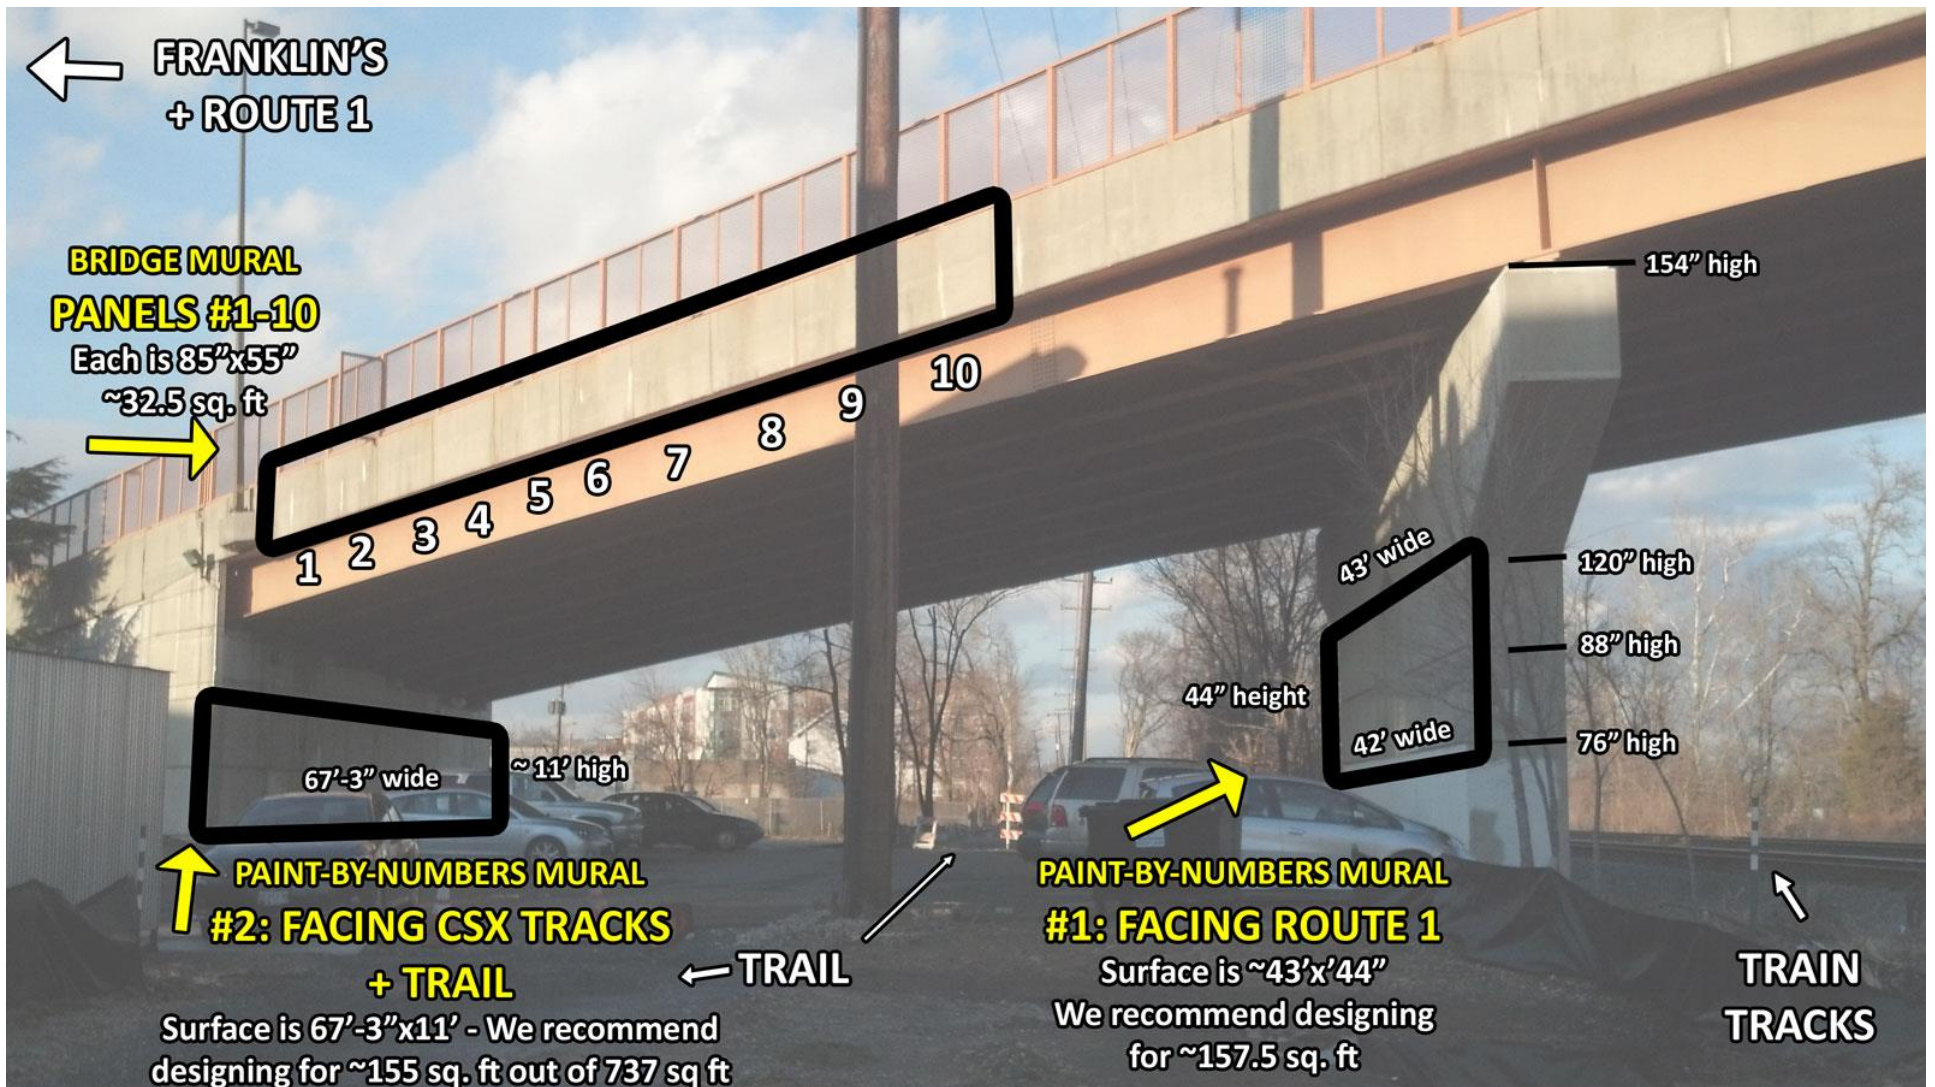 FRANKLIN'S
+ ROUTE 1
BRIDGE MURAL
PANELS #1-10
Each is 85”x55”
~32.5 sq. ft
1
2
3
4
5
6
7
8
9
10
154” high
43’ wide
120” high
88” high
44” height
42’ wide
76” high
67’-3” wide
~ 11’ high
PAINT-BY-NUMBERS MURAL
#2: FACING CSX TRACKS
+ TRAIL
Surface is 67’-3”x11’ - We recommend
designing for ~155 sq. ft out of 737 sq ft
TRAIL
PAINT-BY-NUMBERS MURAL
#1: FACING ROUTE 1
Surface is ~43’x’44”
We recommend designing
for ~157.5 sq. ft
TRAIN
TRACKS